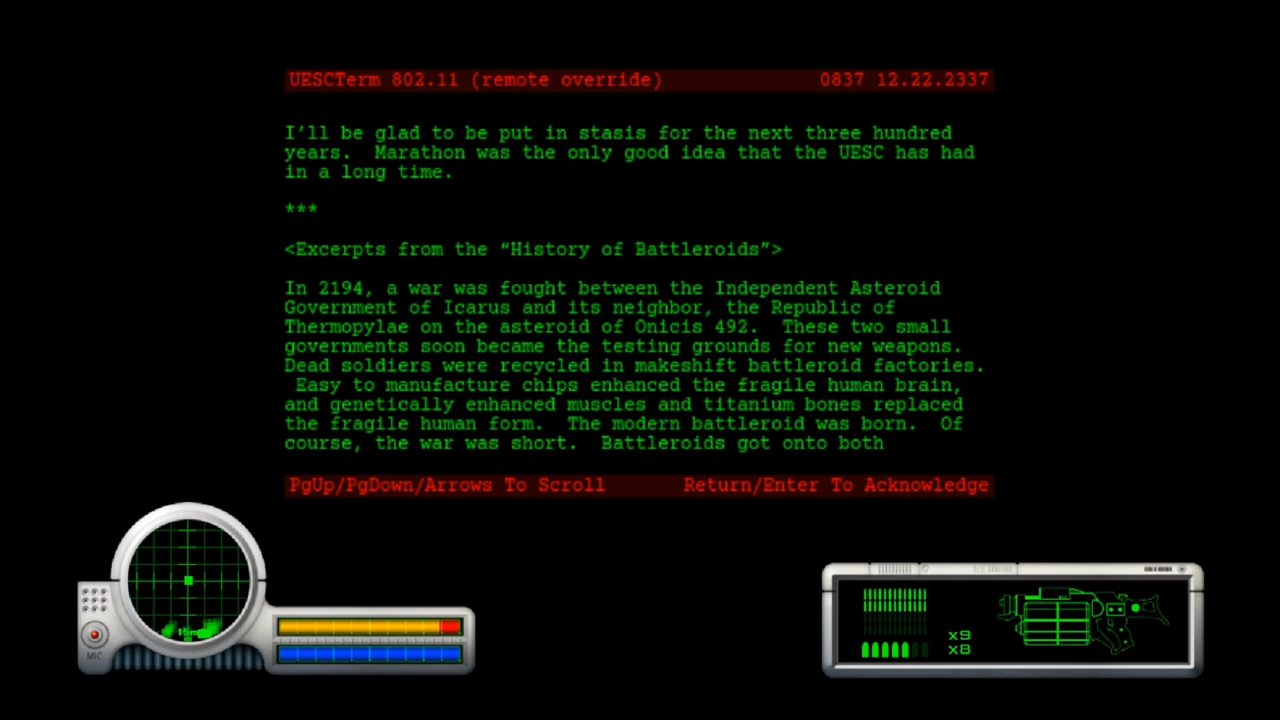 UESCTerm 802.11 (remote override) 0837 12.22.2337
I’ll be glad to be put in stasis for the next three hundred
years.  Marathon was the only good idea that the UESC has had
in a long time.
***
<Excerpts from the “History of Battleroids”>
In 2194, a war was fought between the Independent Asteroid
Government of Icarus and its neighbor, the Republic of
Thermopylae on the asteroid of Onicis 492.  These two small
governments soon became the testing grounds for new weapons.
Dead soldiers were recycled in makeshift battleroid factories.
 Easy to manufacture chips enhanced the fragile human brain,
and genetically enhanced muscles and titanium bones replaced
the fragile human form.  The modern battleroid was born.  Of
course, the war was short.  Battleroids got onto both
PgUp/PgDown/Arrows To Scroll Return/Enter To Acknowledge
15m
MIC
x9
x8